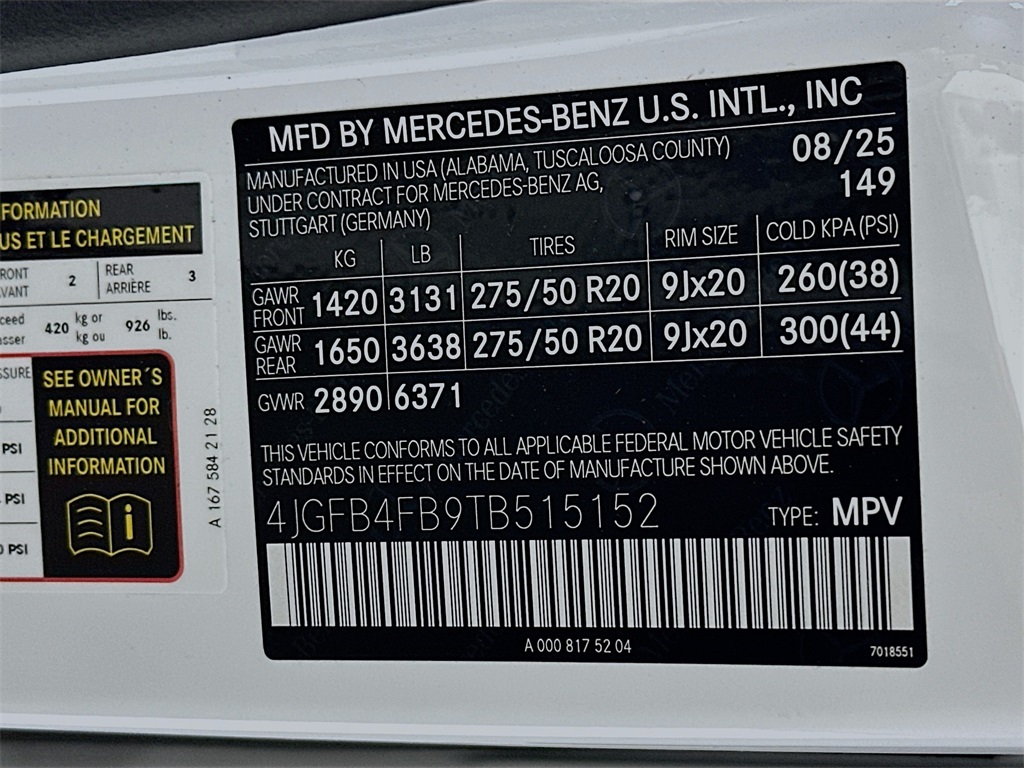 FORMATION
US ET LE CHARGEMENT
RONT
VANT
2
REAR
ARRIÈRE
3
ceed
asser
420
kg or
kg ou
926
lbs.
lb.
SSURE
PSI
PSI
0 PSI
SEE OWNER´S
MANUAL FOR
ADDITIONAL
INFORMATION
i
A 167 584 21 28
MFD BY MERCEDES-BENZ U.S. INTL., INC
MANUFACTURED IN USA (ALABAMA, TUSCALOOSA COUNTY) 08/25
UNDER CONTRACT FOR MERCEDES-BENZ AG, 149
STUTTGART (GERMANY)
KG LB TIRES RIM SIZE COLD KPA (PSI)
GAWR FRONT 1420 3131 275/50 R20 9Jx20 260(38)
GAWR REAR 1650 3638 275/50 R20 9Jx20 300(44)
GVWR 2890 6371
THIS VEHICLE CONFORMS TO ALL APPLICABLE FEDERAL MOTOR VEHICLE SAFETY
STANDARDS IN EFFECT ON THE DATE OF MANUFACTURE SHOWN ABOVE.
4JGFB4FB9TB515152 TYPE: MPV
A 000 817 52 04
7018551